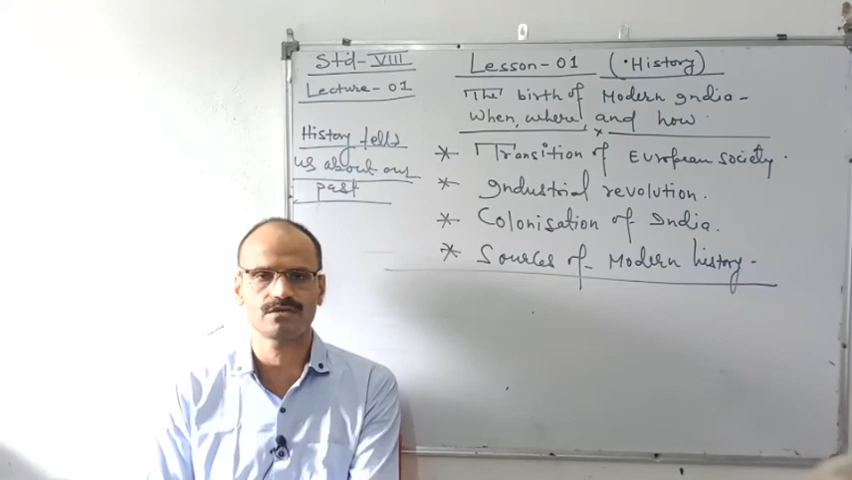 Std-VIII
Lecture-01
History tells
us about our
past
Lesson-01 (History)
The birth of Modern India-
When, where, and how.
* Transition of European society.
* Industrial revolution.
* Colonisation of India.
* Sources of Modern history.